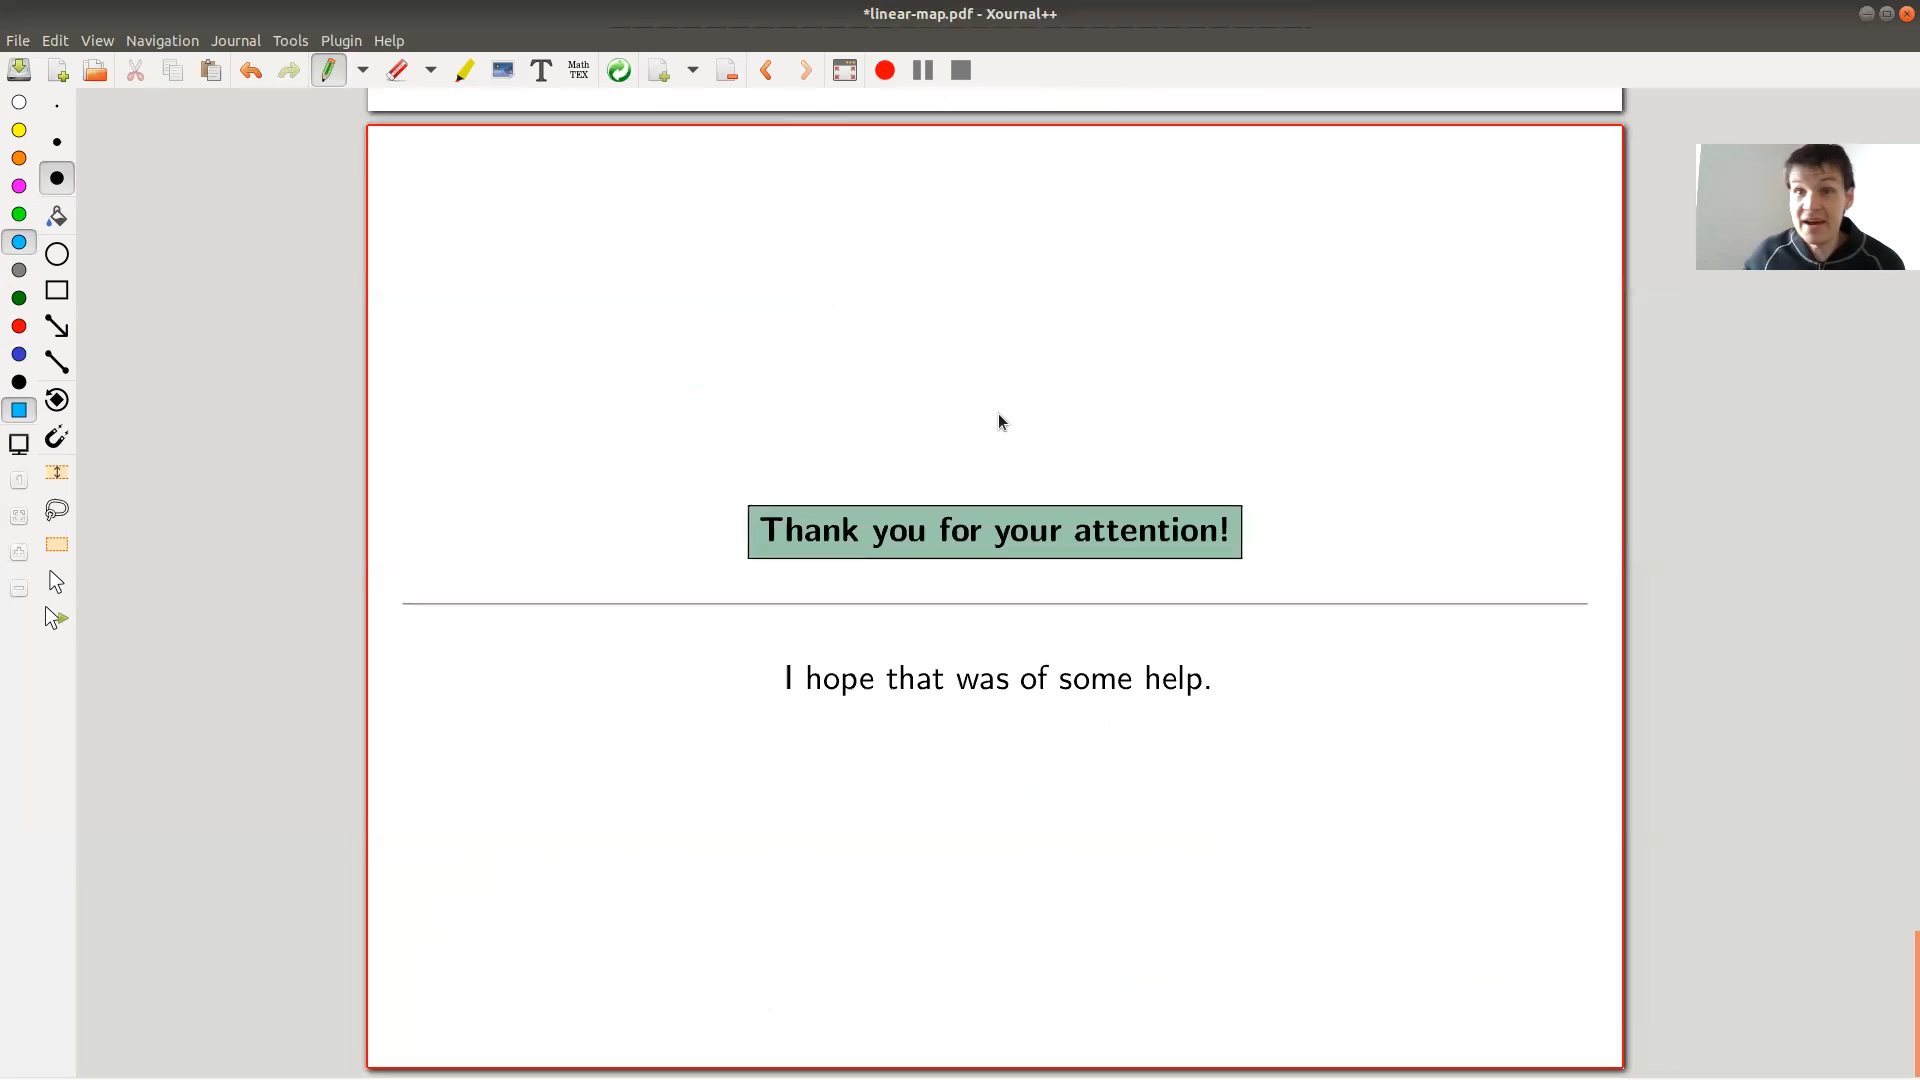 *linear-map.pdf - Xournal++
File Edit View Navigation Journal Tools Plugin Help
Math
TEX
Thank you for your attention!
I hope that was of some help.